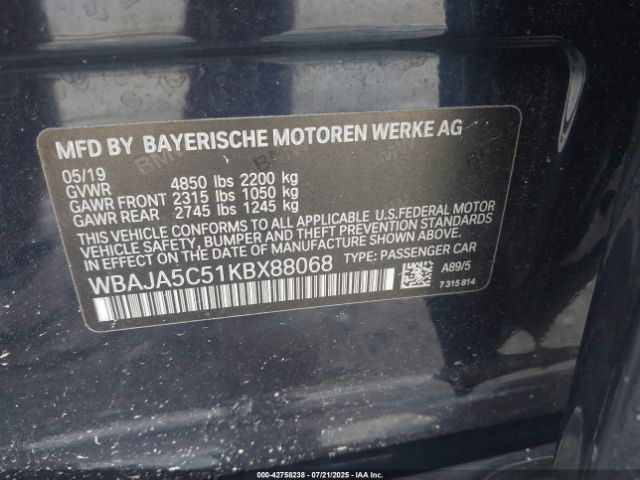 MFD BY BAYERISCHE MOTOREN WERKE AG
05/19
GVWR 4850 lbs 2200 kg
GAWR FRONT 2315 lbs 1050 kg
GAWR REAR 2745 lbs 1245 kg
THIS VEHICLE CONFORMS TO ALL APPLICABLE U.S.FEDERAL MOTOR
VEHICLE SAFETY, BUMPER AND THEFT PREVENTION STANDARDS
IN EFFECT ON THE DATE OF MANUFACTURE SHOWN ABOVE.
WBAJA5C51KBX88068 TYPE: PASSENGER CAR
A89/5
7 315 814
000-42758238 07/21/2025 IAA, Inc.